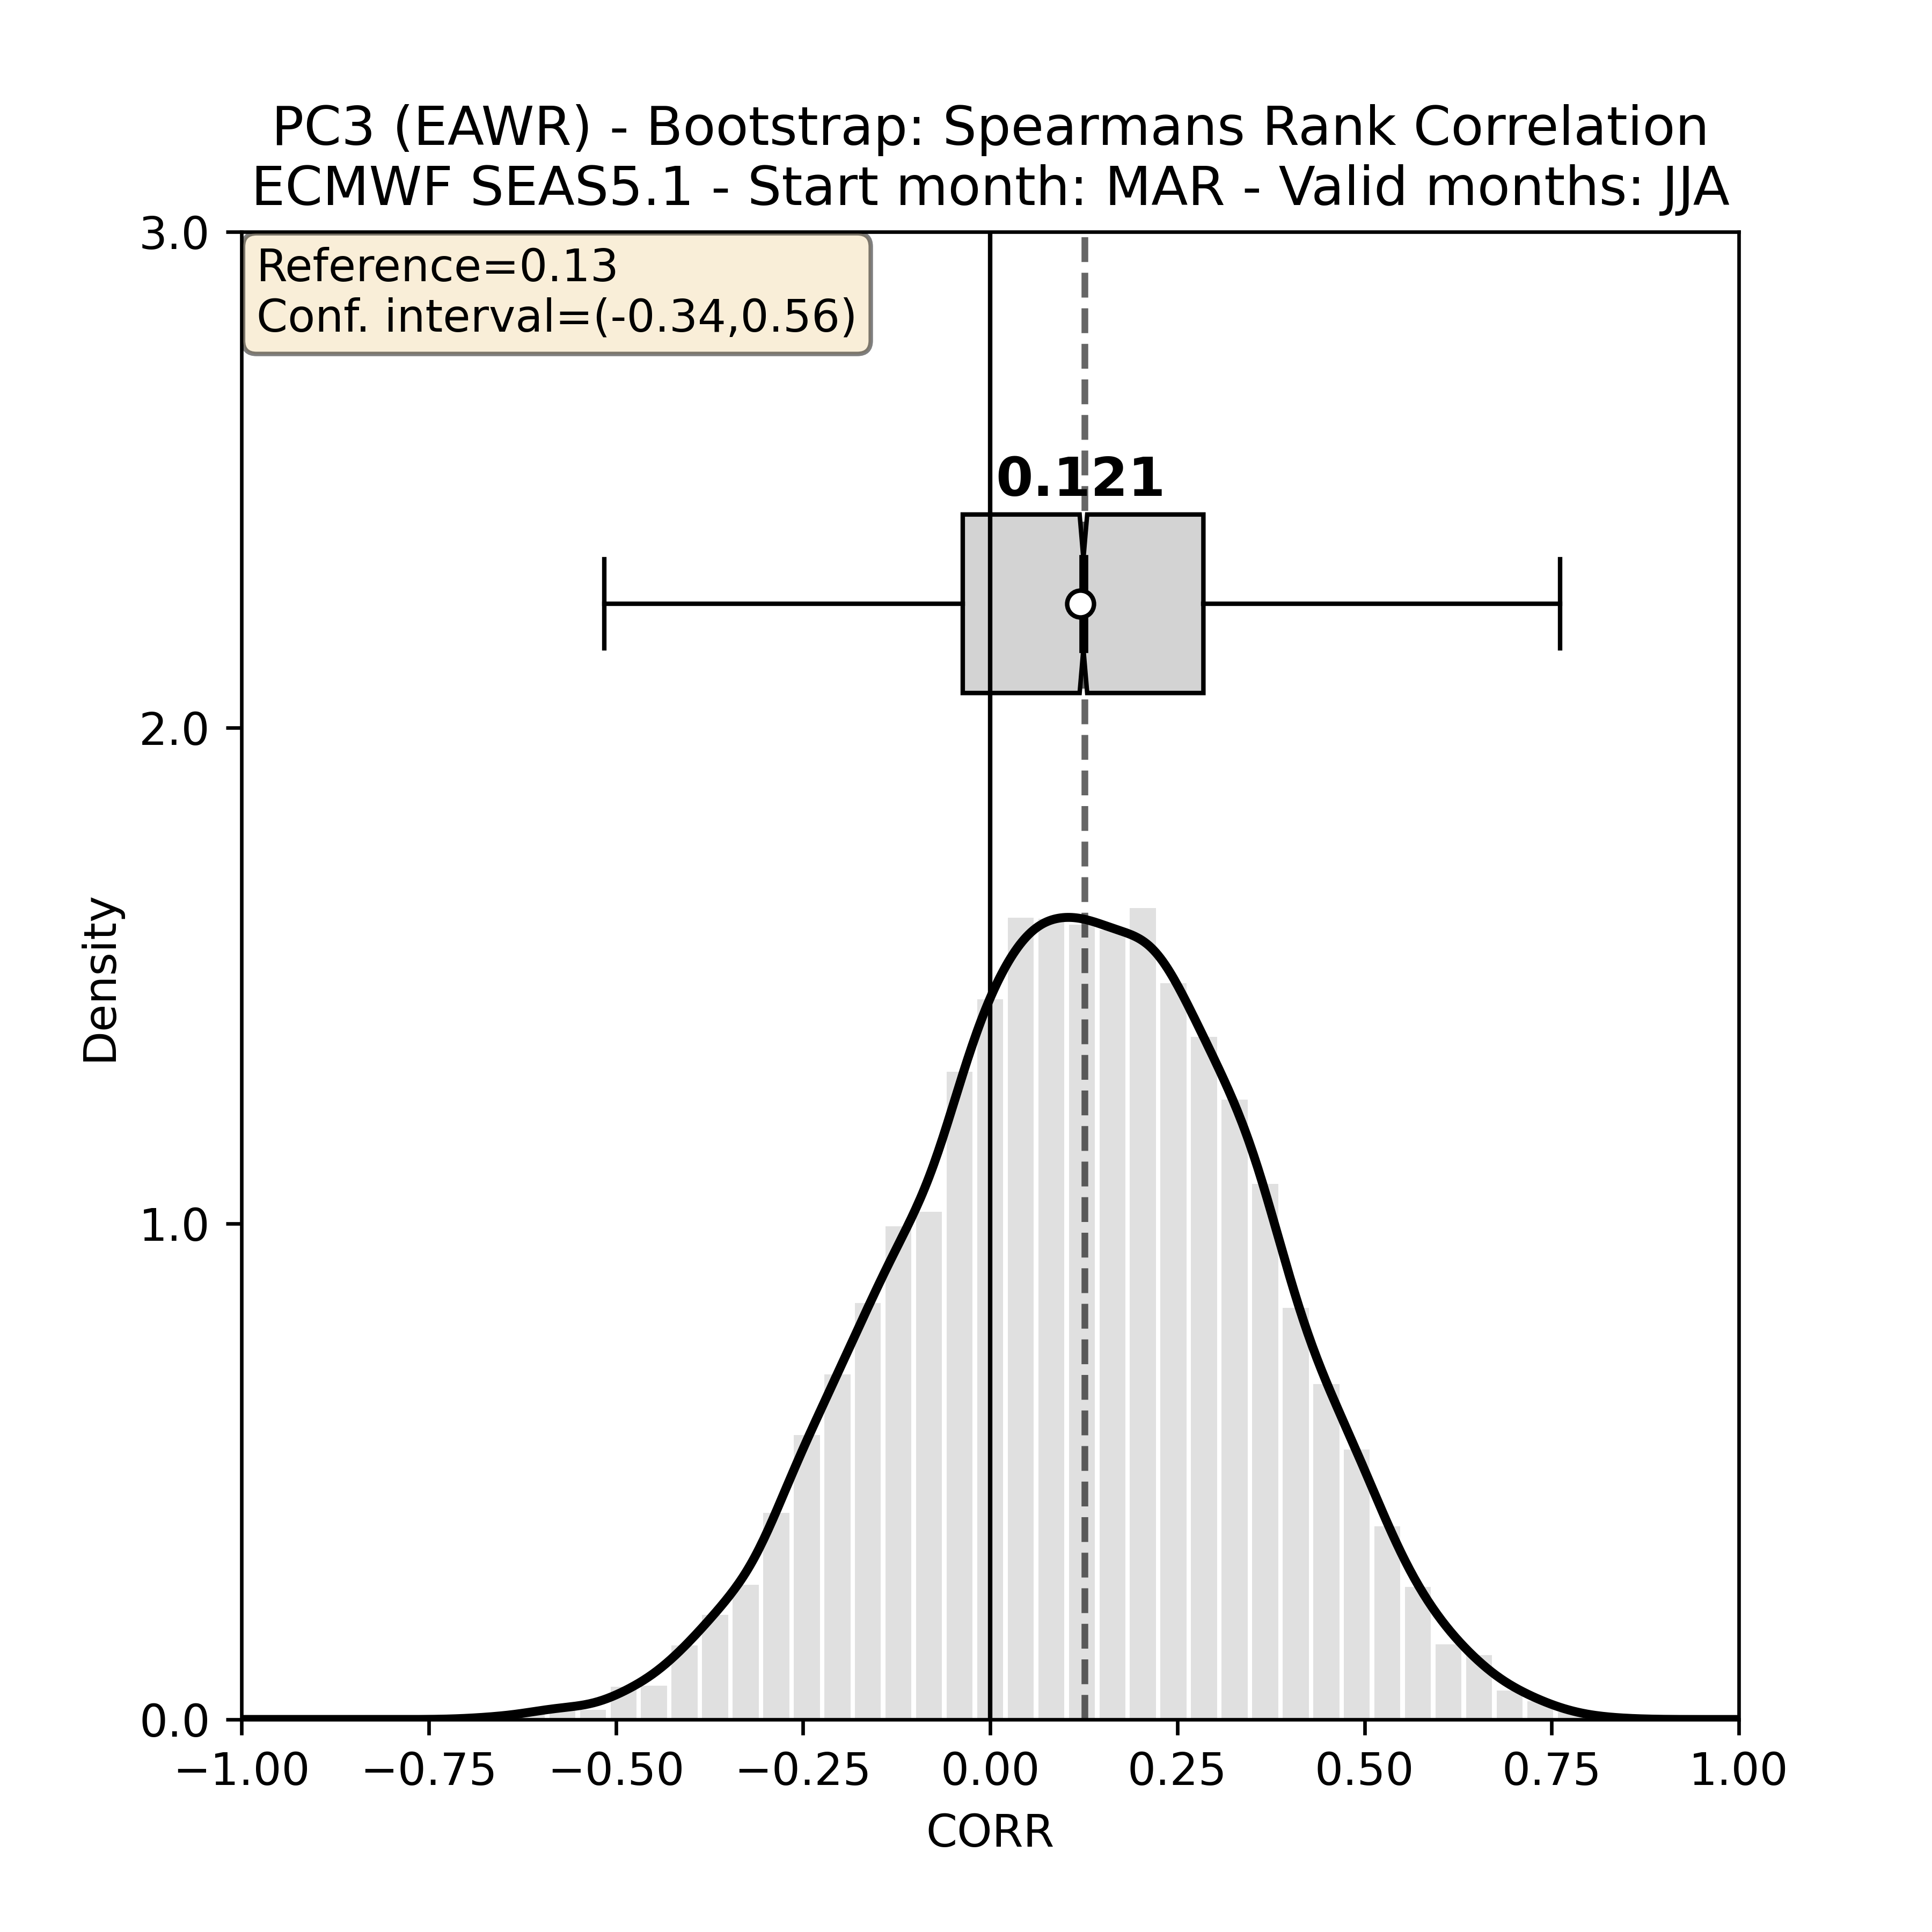 PC3 (EAWR) - Bootstrap: Spearmans Rank Correlation
ECMWF SEAS5.1 - Start month: MAR - Valid months: JJA
3.0
Reference=0.13
Conf. interval=(-0.34,0.56)
0.121
2.0
Density
1.0
0.0
−1.00 −0.75 −0.50 −0.25 0.00 0.25 0.50 0.75 1.00
CORR